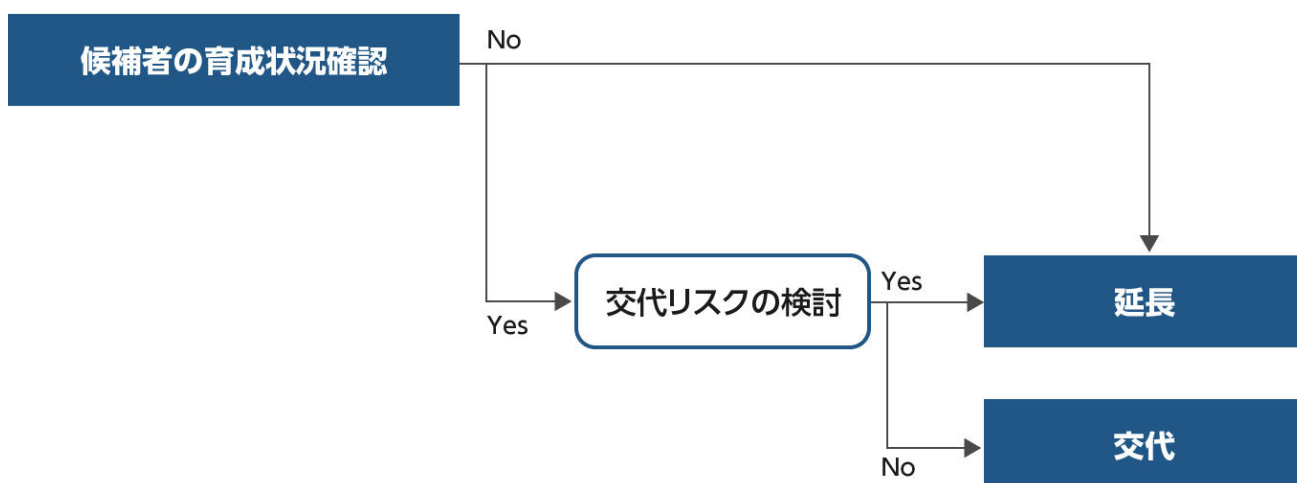 候補者の育成状況確認
No
Yes
交代リスクの検討
Yes
延長
No
交代